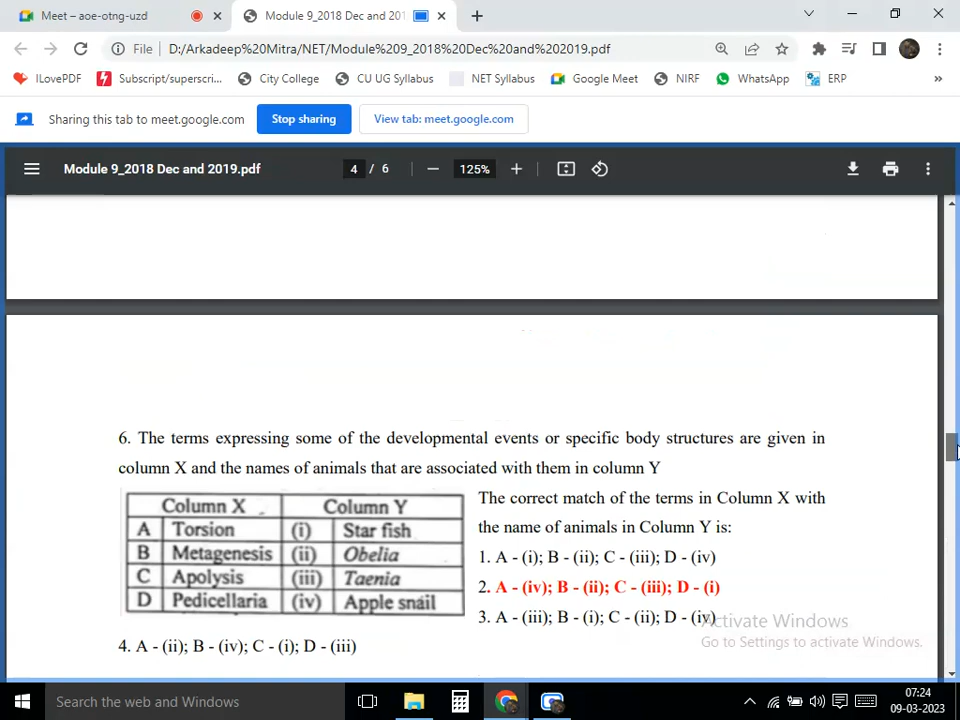 Meet – aoe-otng-uzd
Module 9_2018 Dec and 201
File D:/Arkadeep%20Mitra/NET/Module%209_2018%20Dec%20and%202019.pdf
ILovePDF Subscript/superscri... City College CU UG Syllabus NET Syllabus Google Meet NIRF WhatsApp ERP »
Sharing this tab to meet.google.com Stop sharing View tab: meet.google.com
Module 9_2018 Dec and 2019.pdf 4 / 6 125%
6. The terms expressing some of the developmental events or specific body structures are given in
column X and the names of animals that are associated with them in column Y
Column X Column Y
A Torsion (i) Star fish
B Metagenesis (ii) Obelia
C Apolysis (iii) Taenia
D Pedicellaria (iv) Apple snail
The correct match of the terms in Column X with
the name of animals in Column Y is:
1. A - (i); B - (ii); C - (iii); D - (iv)
2. A - (iv); B - (ii); C - (iii); D - (i)
3. A - (iii); B - (i); C - (ii); D - (iv)
4. A - (ii); B - (iv); C - (i); D - (iii)
Activate Windows
Go to Settings to activate Windows.
Search the web and Windows
07:24
09-03-2023